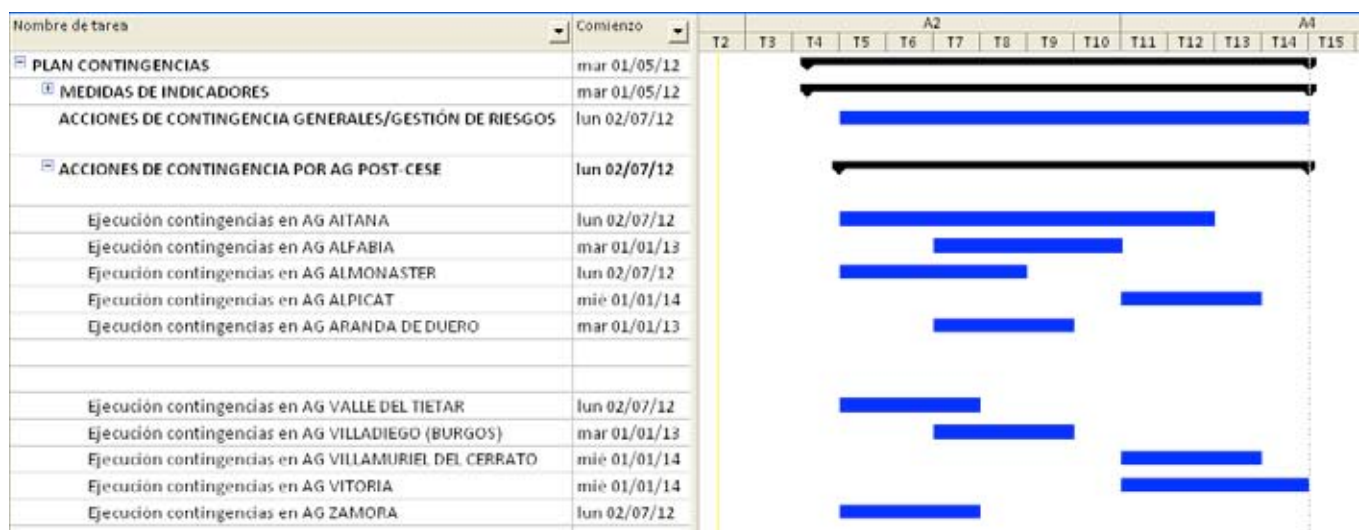 Nombre de tarea Comienzo A2 A4
T2 T3 T4 T5 T6 T7 T8 T9 T10 T11 T12 T13 T14 T15
PLAN CONTINGENCIAS mar 01/05/12
MEDIDAS DE INDICADORES mar 01/05/12
ACCIONES DE CONTINGENCIA GENERALES/GESTIÓN DE RIESGOS lun 02/07/12
ACCIONES DE CONTINGENCIA POR AG POST-CESE lun 02/07/12
Ejecución contingencias en AG AITANA lun 02/07/12
Ejecución contingencias en AG ALFABIA mar 01/01/13
Ejecución contingencias en AG ALMONASTER lun 02/07/12
Ejecución contingencias en AG ALPICAT mié 01/01/14
Ejecución contingencias en AG ARANDA DE DUERO mar 01/01/13
Ejecución contingencias en AG VALLE DEL TIETAR lun 02/07/12
Ejecución contingencias en AG VILLADIEGO (BURGOS) mar 01/01/13
Ejecución contingencias en AG VILLAMURIEL DEL CERRATO mié 01/01/14
Ejecución contingencias en AG VITORIA mié 01/01/14
Ejecución contingencias en AG ZAMORA lun 02/07/12